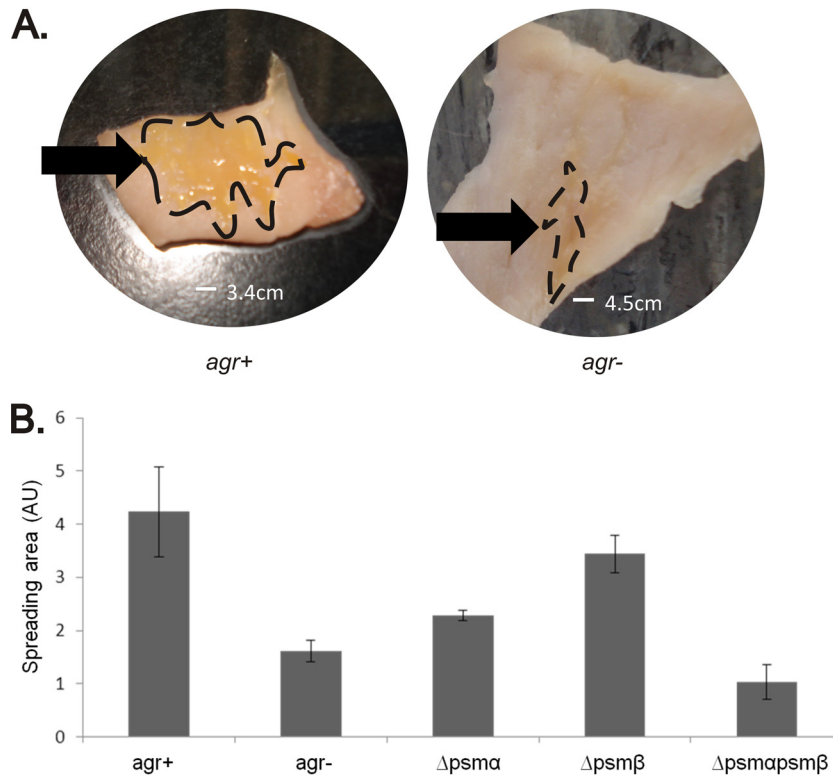 A.
3.4cm
4.5cm
agr+
agr-
B.
Spreading area (AU)
6
5
4
3
2
1
0
agr+
agr-
Δpsmα
Δpsmβ
Δpsmαpsmβ